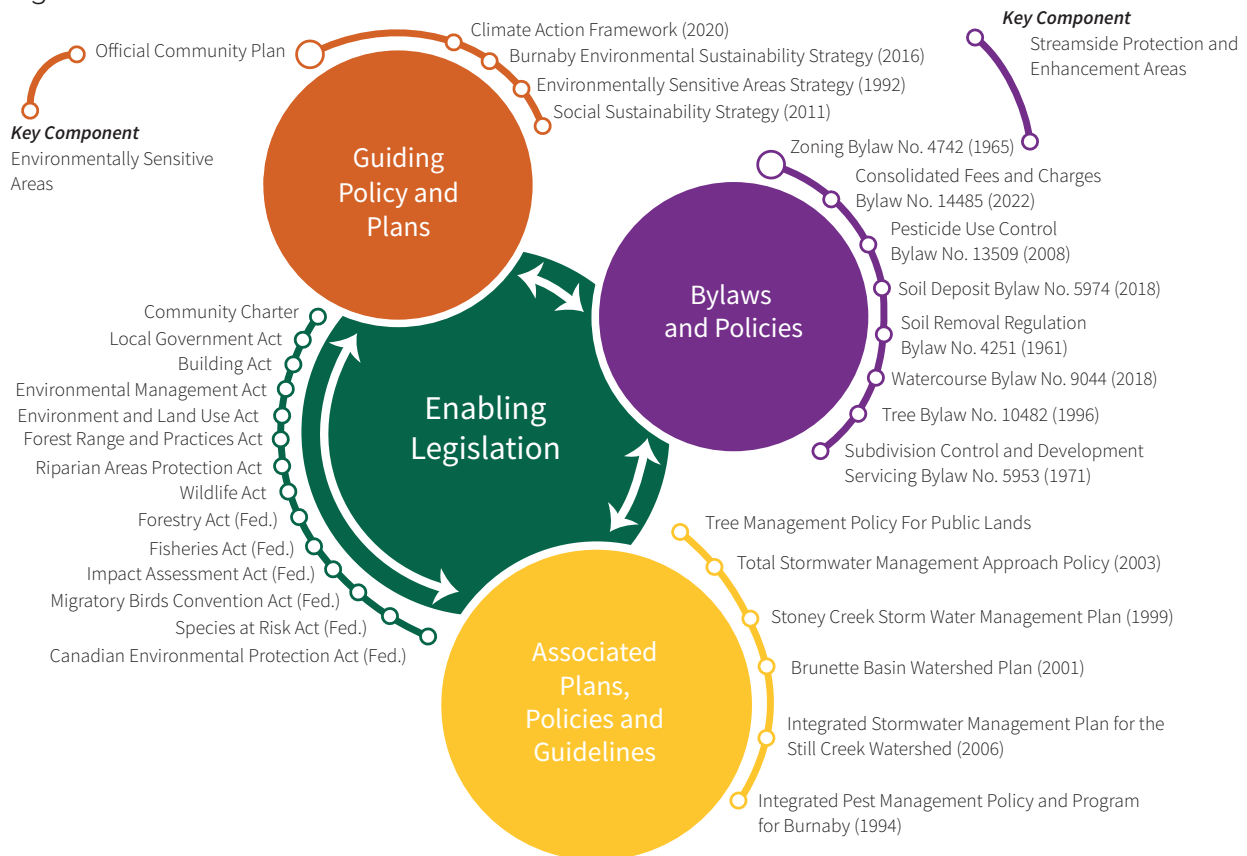 Official Community Plan
Key Component
Environmentally Sensitive
Areas
Climate Action Framework (2020)
Burnaby Environmental Sustainability Strategy (2016)
Environmentally Sensitive Areas Strategy (1992)
Social Sustainability Strategy (2011)
Guiding
Policy and
Plans
Key Component
Streamside Protection and
Enhancement Areas
Zoning Bylaw No. 4742 (1965)
Consolidated Fees and Charges
Bylaw No. 14485 (2022)
Pesticide Use Control
Bylaw No. 13509 (2008)
Soil Deposit Bylaw No. 5974 (2018)
Soil Removal Regulation
Bylaw No. 4251 (1961)
Watercourse Bylaw No. 9044 (2018)
Tree Bylaw No. 10482 (1996)
Subdivision Control and Development
Servicing Bylaw No. 5953 (1971)
Bylaws
and Policies
Community Charter
Local Government Act
Building Act
Environmental Management Act
Environment and Land Use Act
Forest Range and Practices Act
Riparian Areas Protection Act
Wildlife Act
Forestry Act (Fed.)
Fisheries Act (Fed.)
Impact Assessment Act (Fed.)
Migratory Birds Convention Act (Fed.)
Species at Risk Act (Fed.)
Canadian Environmental Protection Act (Fed.)
Enabling
Legislation
Associated
Plans,
Policies and
Guidelines
Tree Management Policy For Public Lands
Total Stormwater Management Approach Policy (2003)
Stoney Creek Storm Water Management Plan (1999)
Brunette Basin Watershed Plan (2001)
Integrated Stormwater Management Plan for the
Still Creek Watershed (2006)
Integrated Pest Management Policy and Program
for Burnaby (1994)